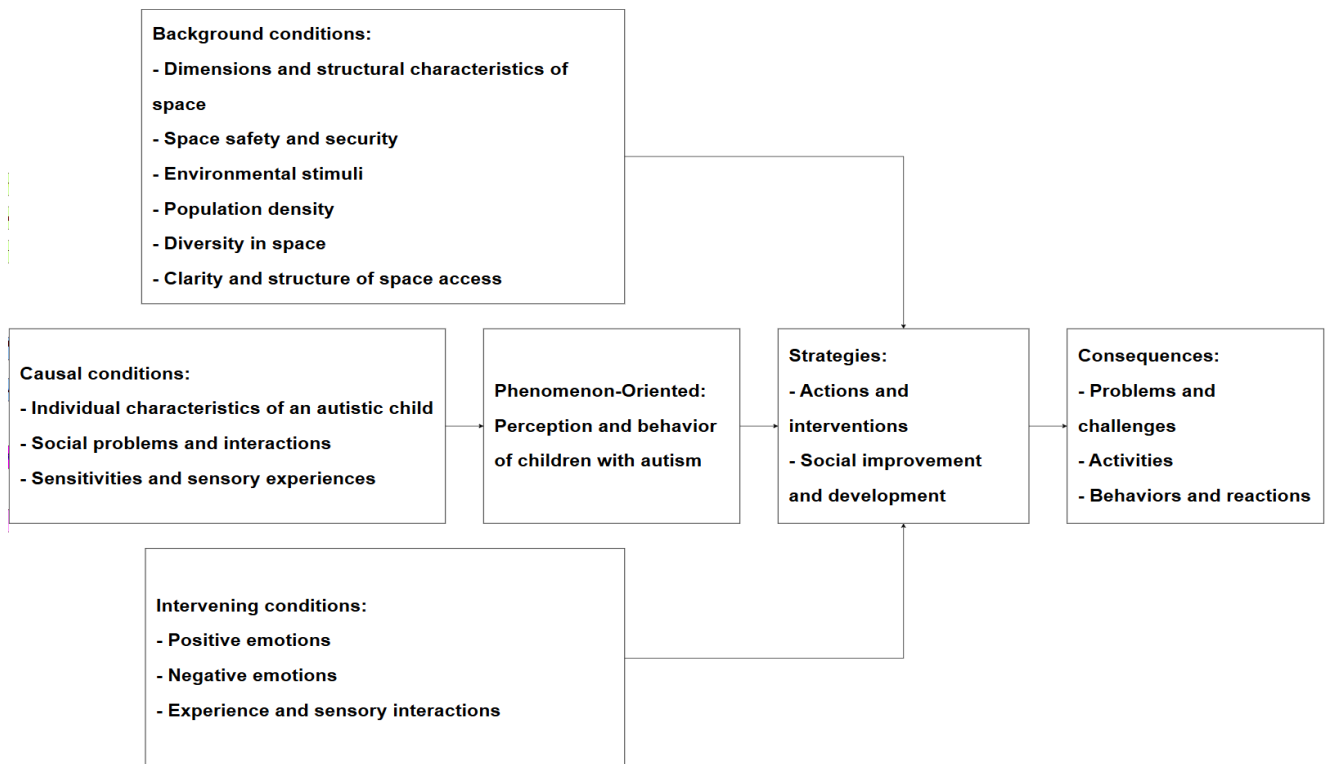 Background conditions:
- Dimensions and structural characteristics of
space
- Space safety and security
- Environmental stimuli
- Population density
- Diversity in space
- Clarity and structure of space access
Causal conditions:
- Individual characteristics of an autistic child
- Social problems and interactions
- Sensitivities and sensory experiences
Phenomenon-Oriented:
Perception and behavior
of children with autism
Strategies:
- Actions and
interventions
- Social improvement
and development
Consequences:
- Problems and
challenges
- Activities
- Behaviors and reactions
Intervening conditions:
- Positive emotions
- Negative emotions
- Experience and sensory interactions